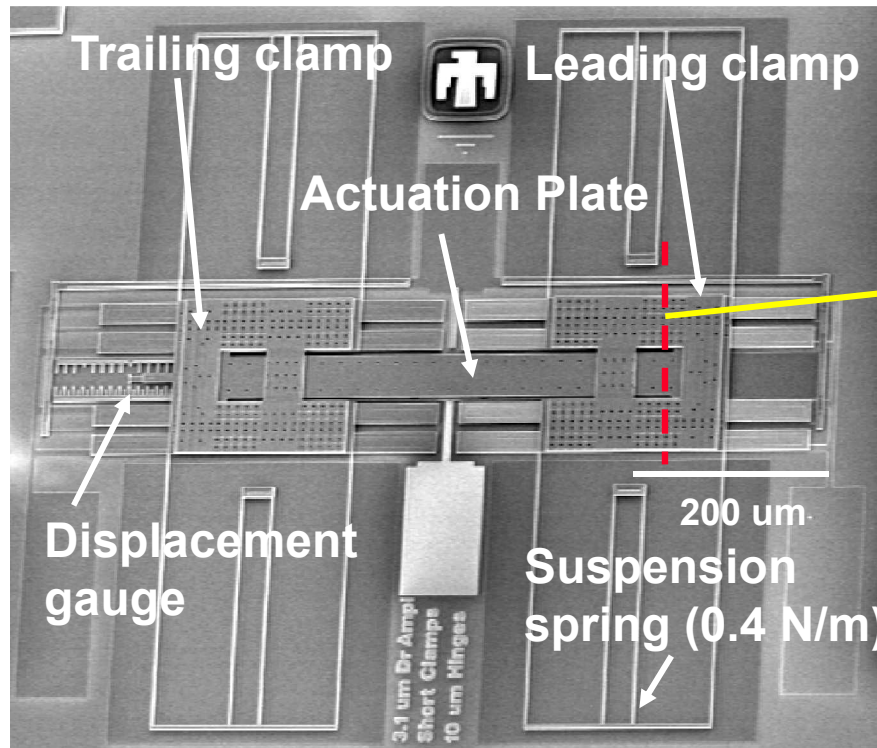 Trailing clamp
Leading clamp
Actuation Plate
200 um
Displacement
gauge
Suspension
spring (0.4 N/m)
3.1 um Dr Ampl
Short Clamps
10 um Hinges